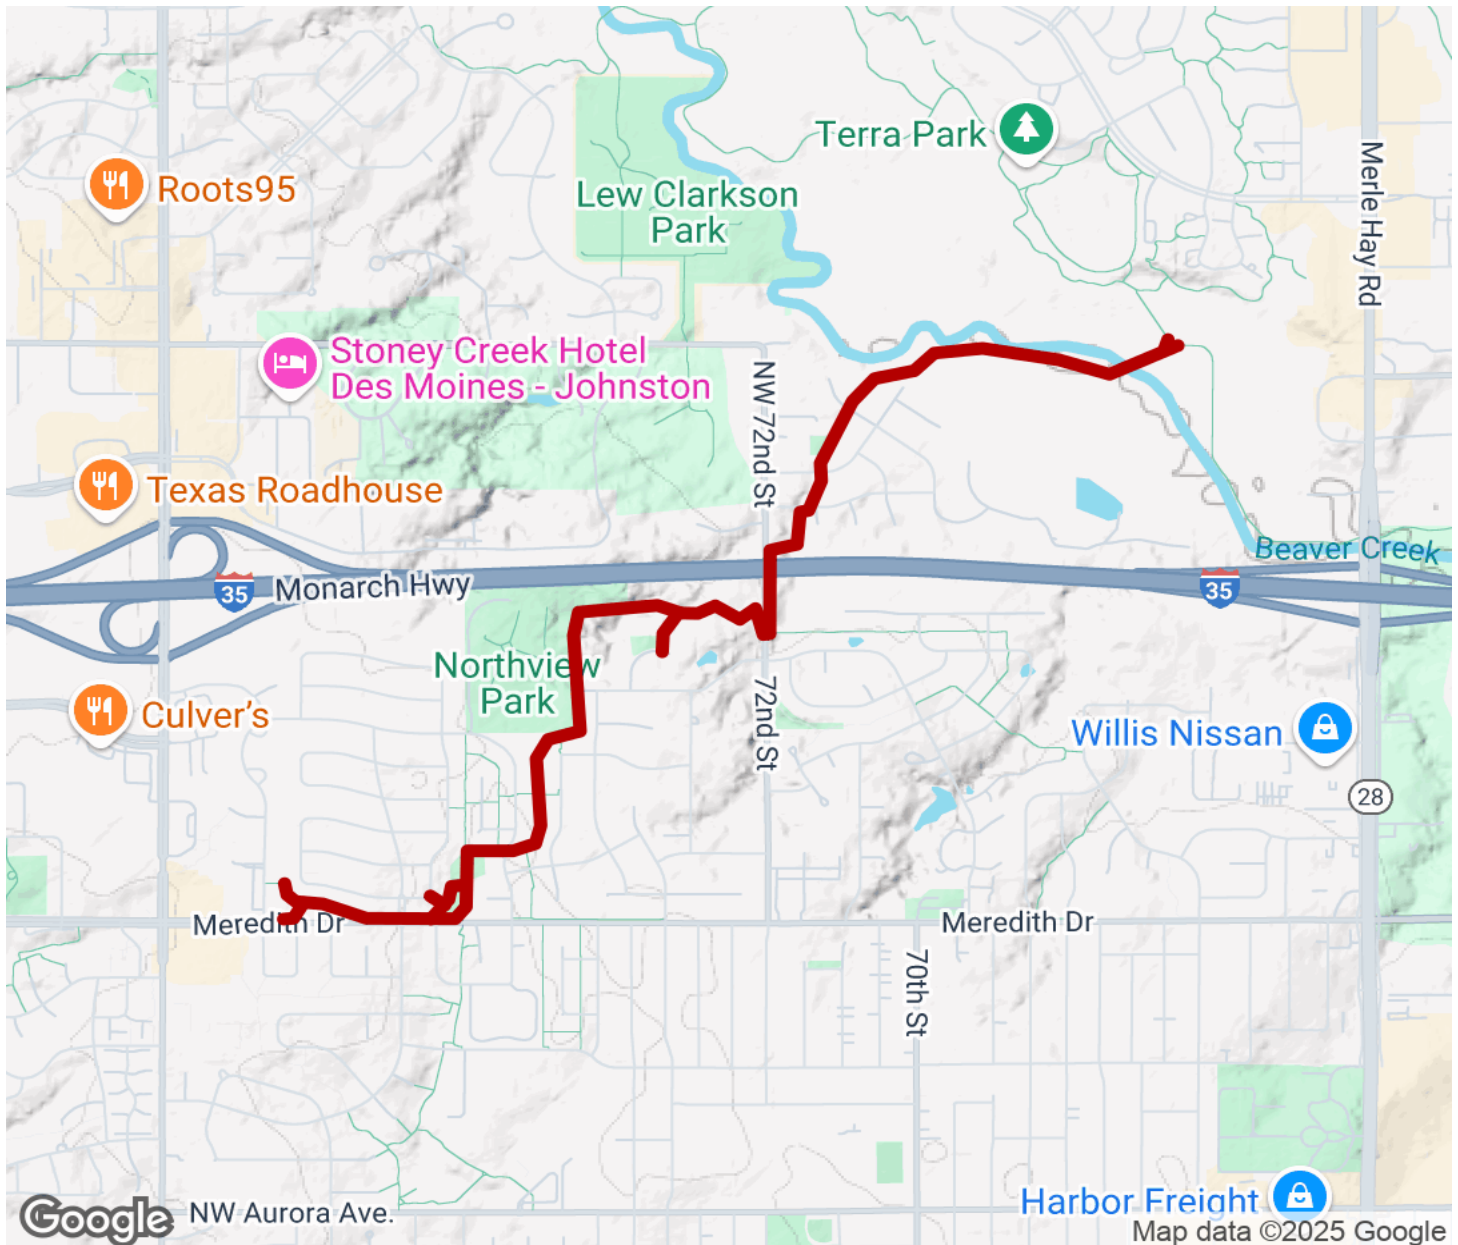 Terra Park
Merle Hay Rd
Roots95
Lew Clarkson
Park
Stoney Creek Hotel
Des Moines - Johnston
NW 72nd St
Texas Roadhouse
Beaver Creek
35
Monarch Hwy
35
Northview
Park
Culver's
72nd St
Willis Nissan
28
Meredith Dr
Meredith Dr
70th St
Harbor Freight
Google
NW Aurora Ave.
Map data ©2025 Google